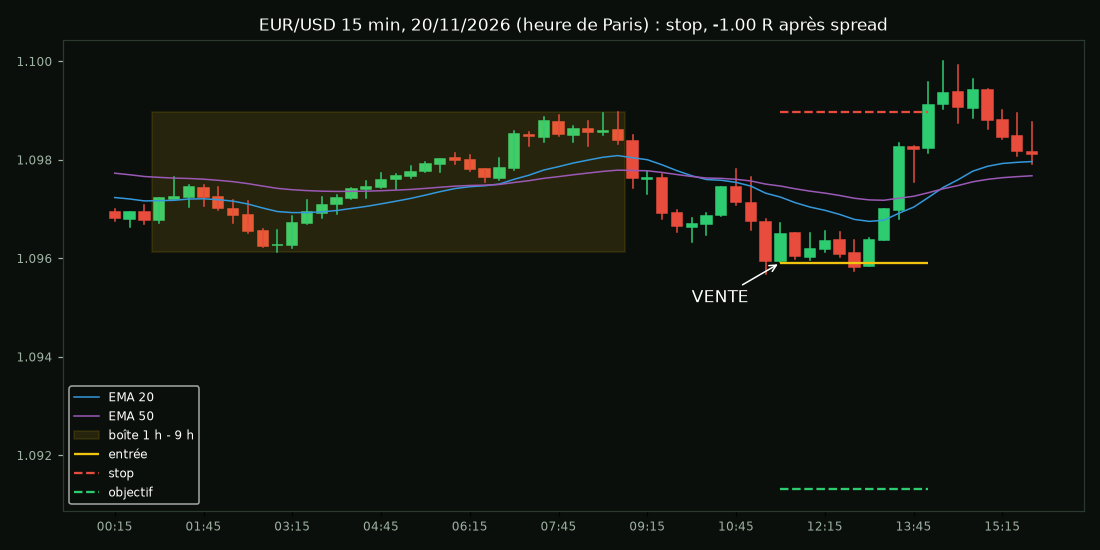 EUR/USD 15 min, 20/11/2026 (heure de Paris) : stop, -1.00 R après spread
1.100
1.098
1.096
1.094
1.092
VENTE
EMA 20
EMA 50
boîte 1 h - 9 h
entrée
stop
objectif
00:15 01:45 03:15 04:45 06:15 07:45 09:15 10:45 12:15 13:45 15:15